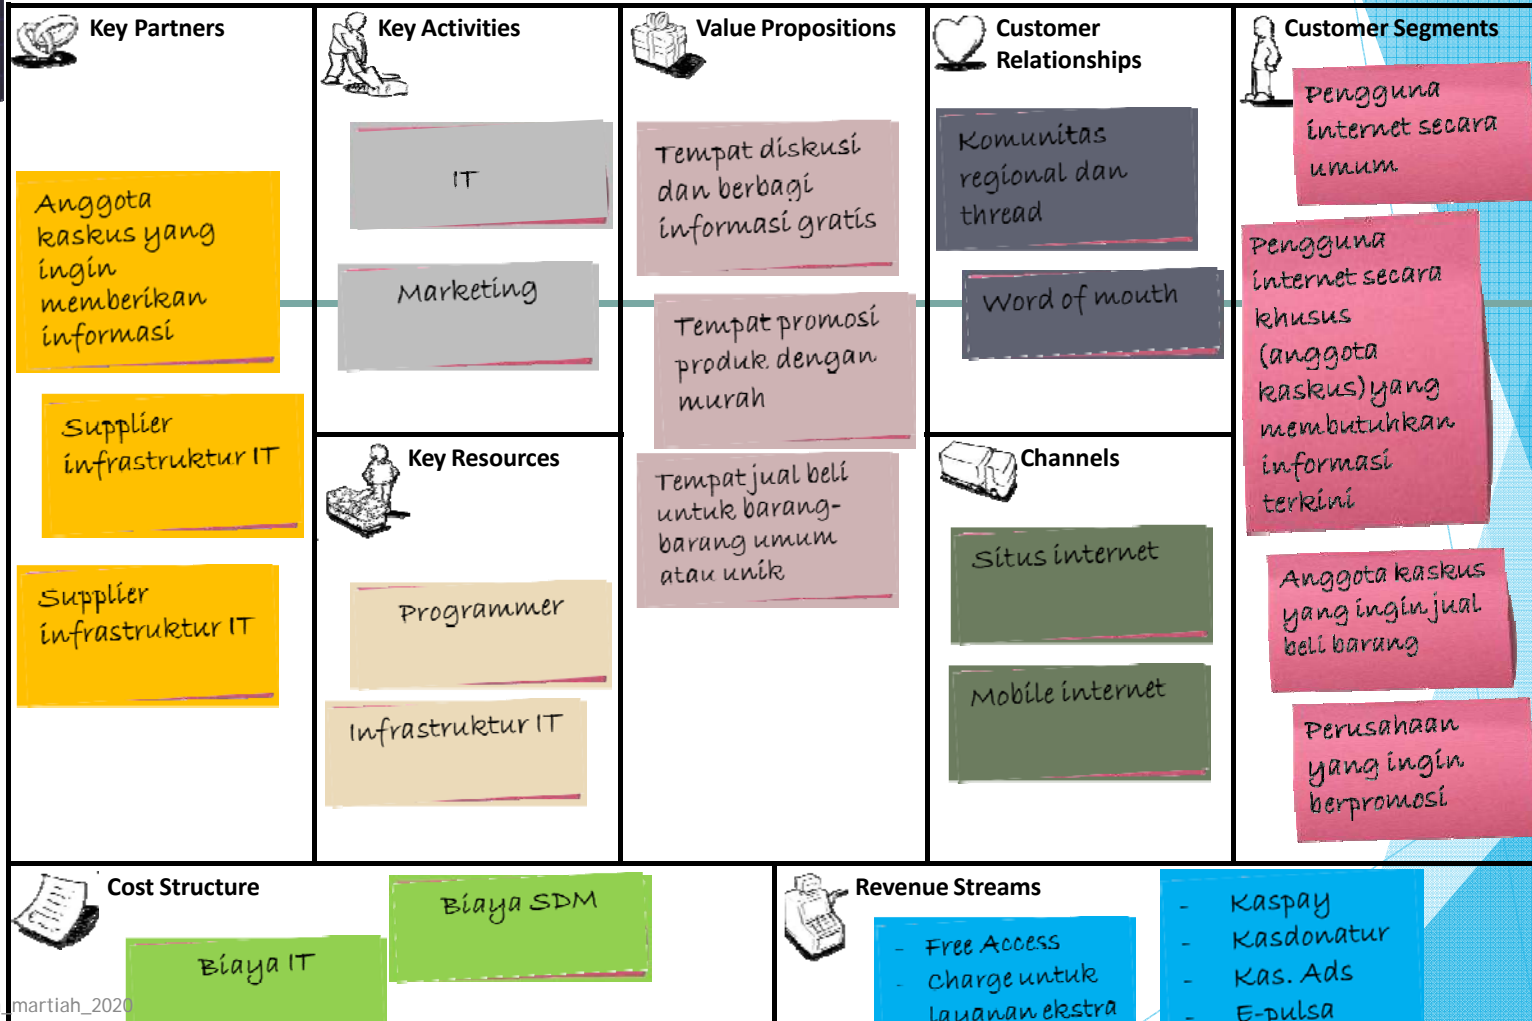 Key Partners
Anggota
kaskus yang
ingin
memberikan
informasi
Supplier
infrastruktur IT
Supplier
infrastruktur IT
Key Activities
IT
Marketing
Key Resources
Programmer
Infrastruktur IT
Value Propositions
Tempat diskusi
dan berbagi
informasi gratis
Tempat promosi
produk dengan
murah
Tempat jual beli
untuk barang-
barang umum
atau unik
Customer
Relationships
Komunitas
regional dan
thread
Word of mouth
Channels
Situs internet
Mobile internet
Customer Segments
Pengguna
internet secara
umum
Pengguna
internet secara
khusus
(anggota
kaskus) yang
membutuhkan
informasi
terkini
Anggota kaskus
yang ingin jual
beli barang
Perusahaan
yang ingin
berpromosi
Cost Structure
Biaya IT
Biaya SDM
Revenue Streams
- Free Access
- Charge untuk
layanan ekstra
- Kaspay
- Kasdonatur
- Kas. Ads
- E-pulsa
_martiah_2020